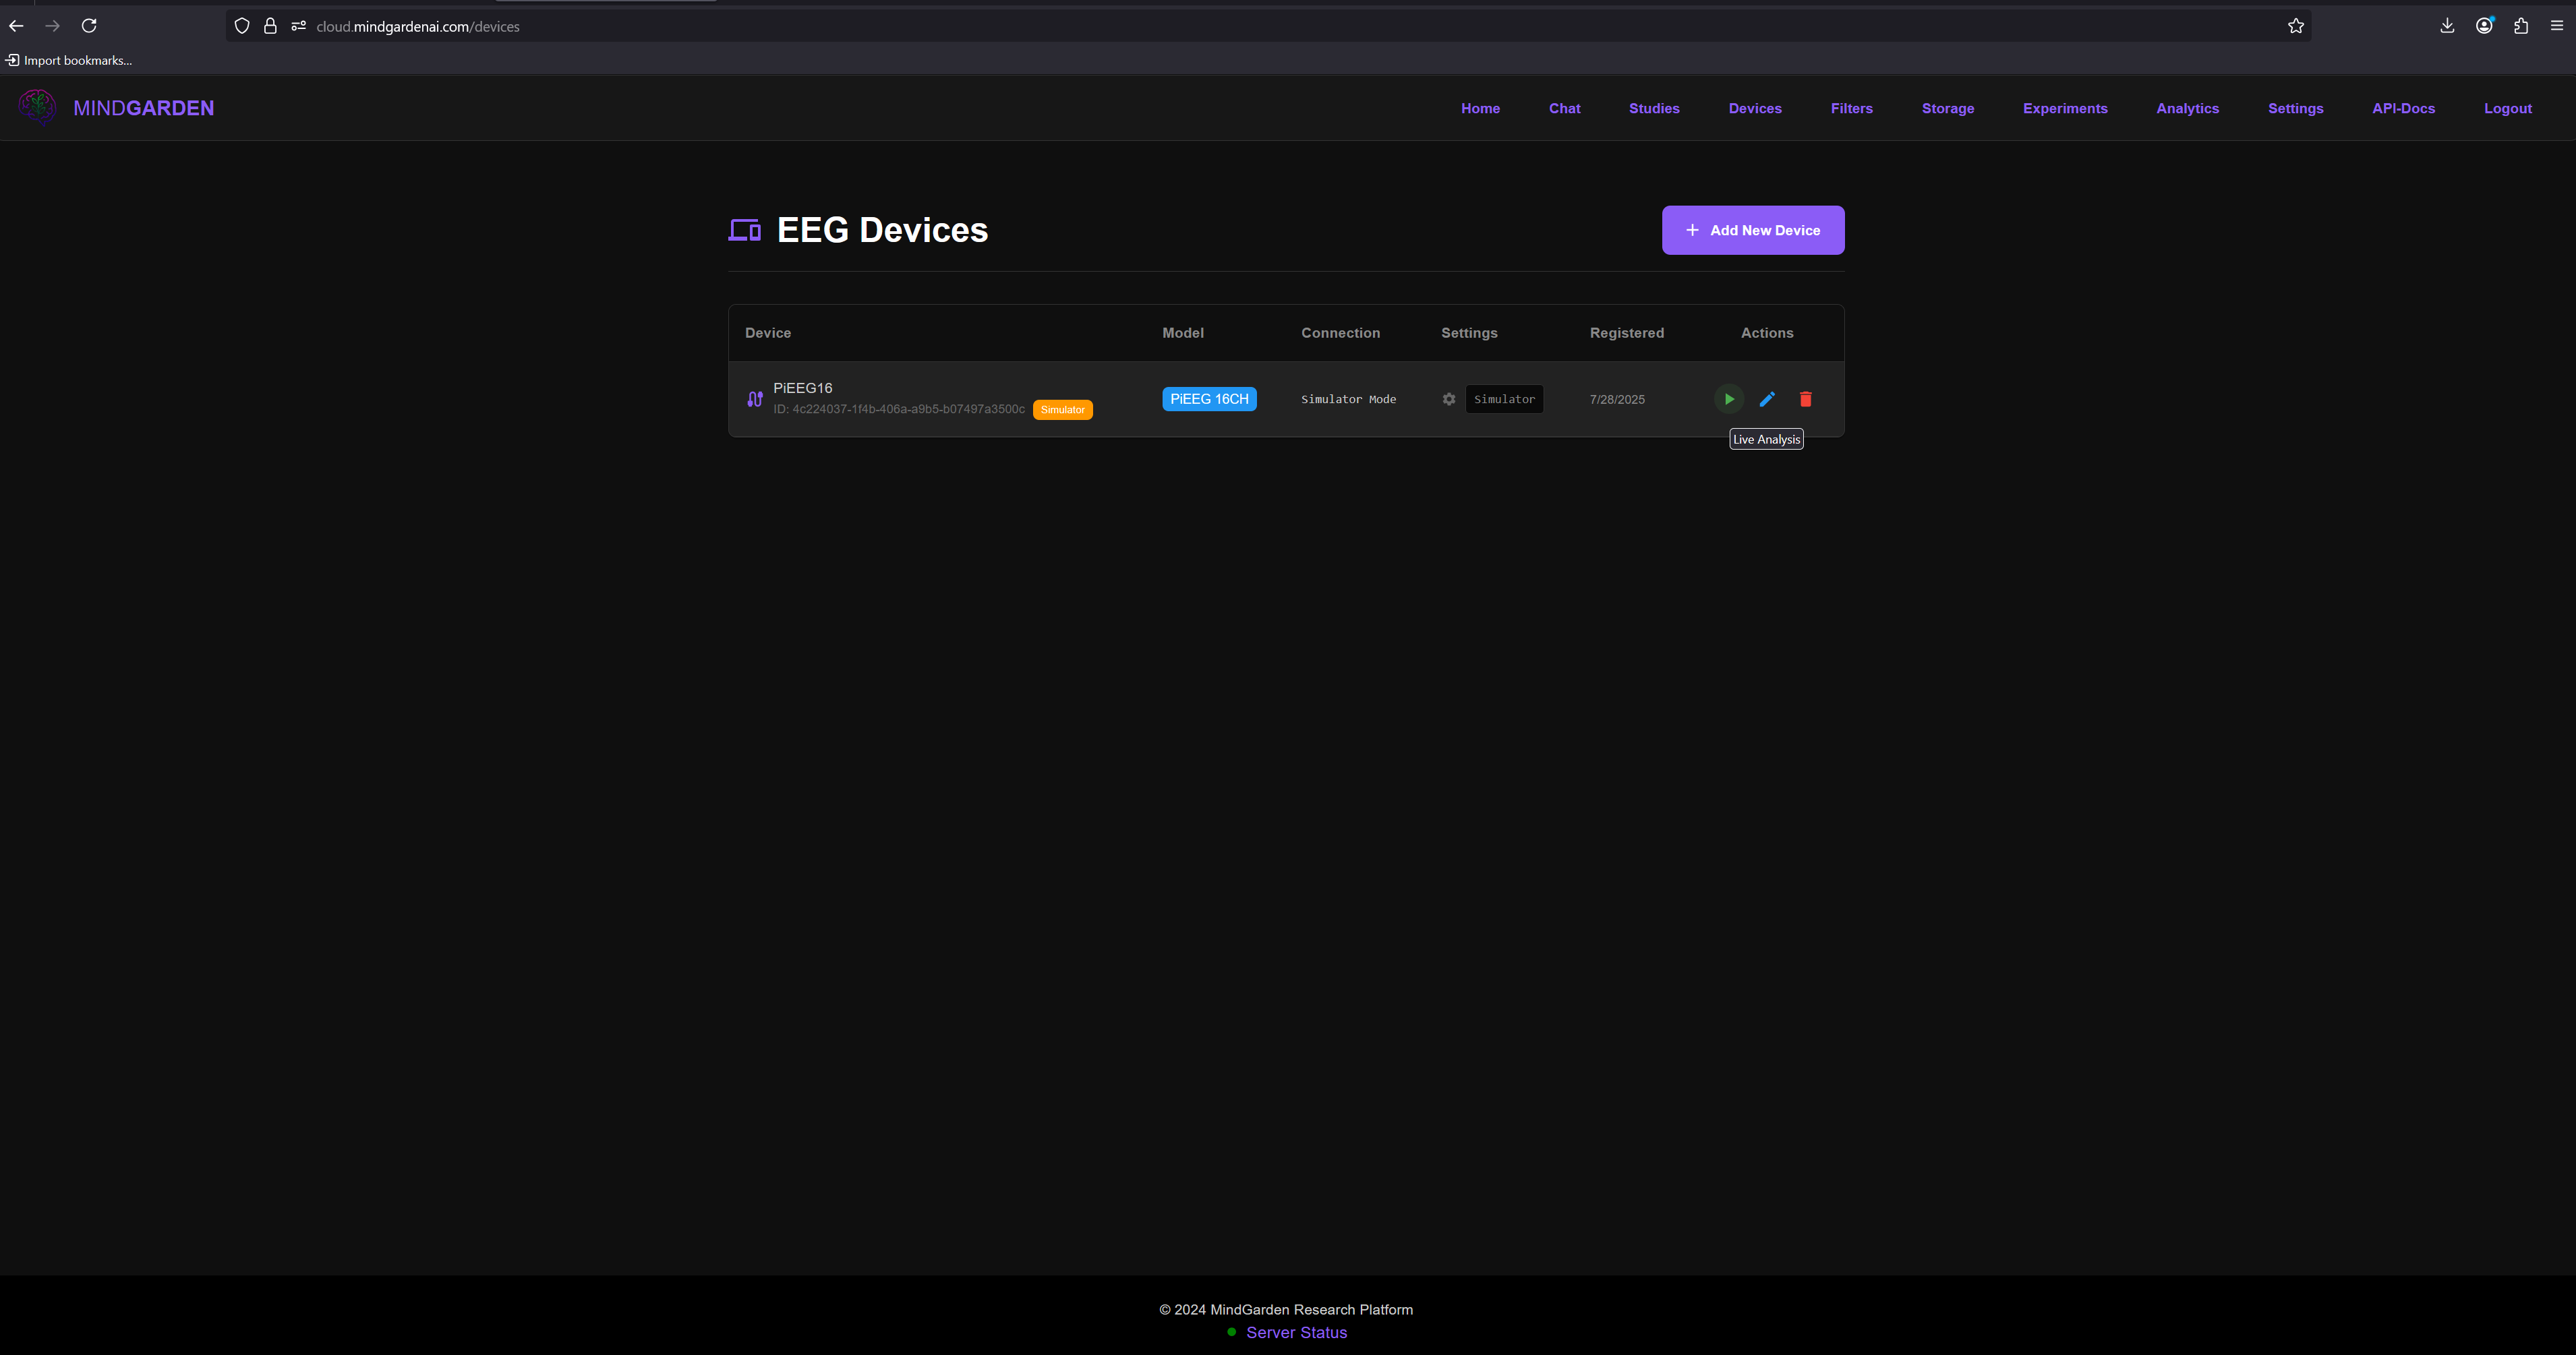 cloud.mindgardenai.com/devices
Import bookmarks...
MINDGARDEN
Home Chat Studies Devices Filters Storage Experiments Analytics Settings API-Docs Logout
EEG Devices
Add New Device
Device Model Connection Settings Registered Actions
PiEEG16
ID: 4c224037-1f4b-406a-a9b5-b07497a3500c Simulator
PiEEG 16CH
Simulator Mode
Simulator
7/28/2025
Live Analysis
© 2024 MindGarden Research Platform
Server Status